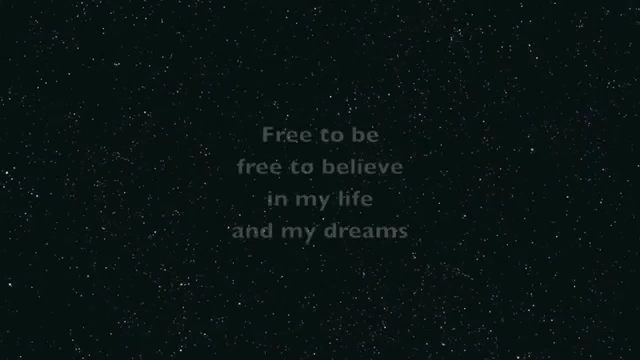 Free to be
free to believe
in my life
and my dreams